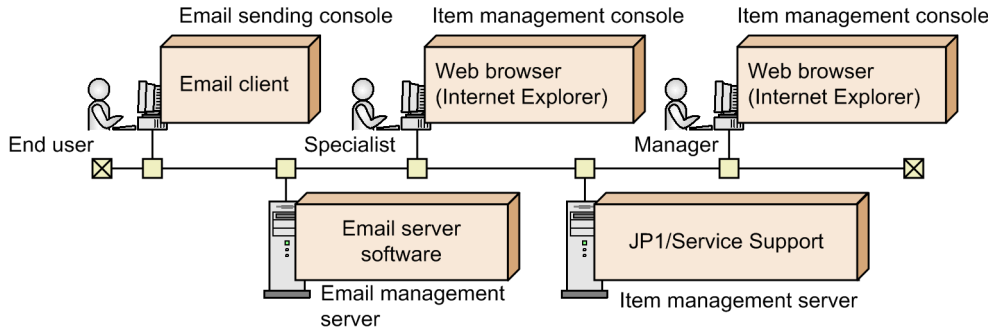 Email sending console
Item management console
Item management console
Email client
Web browser
(Internet Explorer)
Web browser
(Internet Explorer)
End user
Specialist
Manager
Email server
software
JP1/Service Support
Email management
server
Item management server